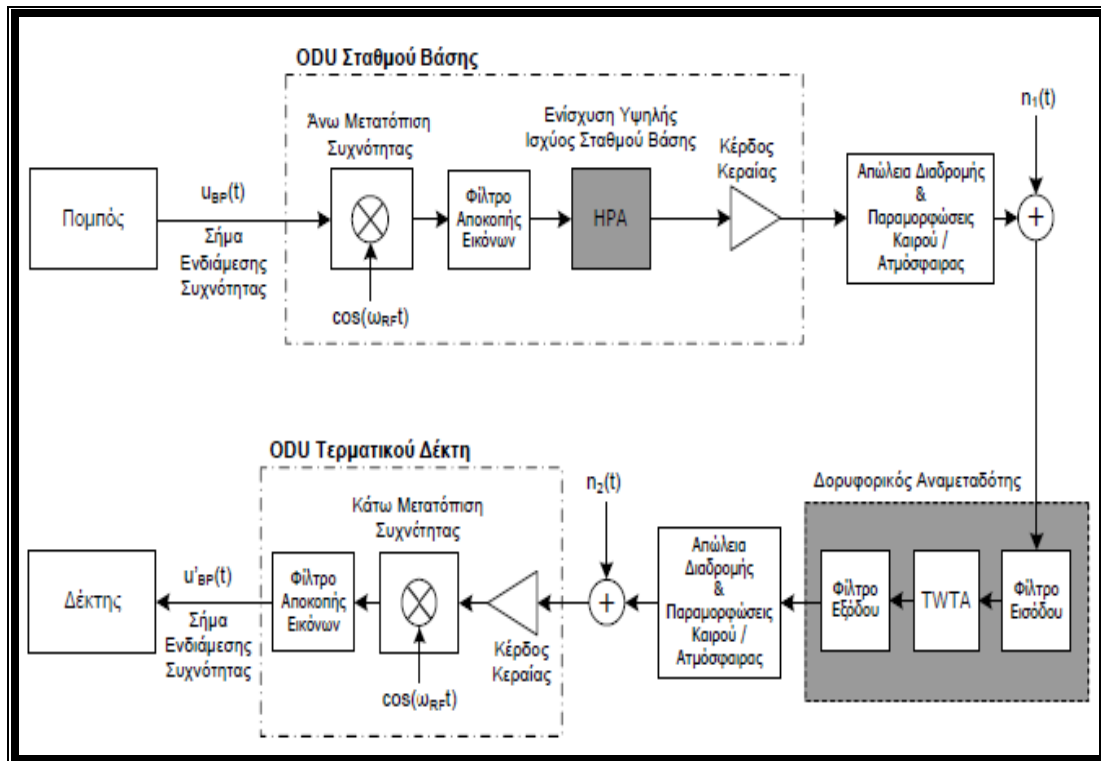 ODU Σταθμού Βάσης
Άνω Μετατόπιση
Συχνότητας
Ενίσχυση Υψηλής
Ισχύος Σταθμού Βάσης
Κέρδος
Κεραίας
n₁(t)
Πομπός
u_BP(t)
Σήμα
Ενδιάμεσης
Συχνότητας
Φίλτρο
Αποκοπής
Εικόνων
HPA
Απώλεια Διαδρομής
&
Παραμορφώσεις
Καιρού /
Ατμόσφαιρας
+
cos(ω_RFt)
ODU Τερματικού Δέκτη
Κάτω Μετατόπιση
Συχνότητας
n₂(t)
Δορυφορικός Αναμεταδότης
Δέκτης
u'_BP(t)
Σήμα
Ενδιάμεσης
Συχνότητας
Φίλτρο
Αποκοπής
Εικόνων
Κέρδος
Κεραίας
+
Απώλεια
Διαδρομής
&
Παραμορφώσεις
Καιρού /
Ατμόσφαιρας
Φίλτρο
Εξόδου
TWTA
Φίλτρο
Εισόδου
cos(ω_RFt)